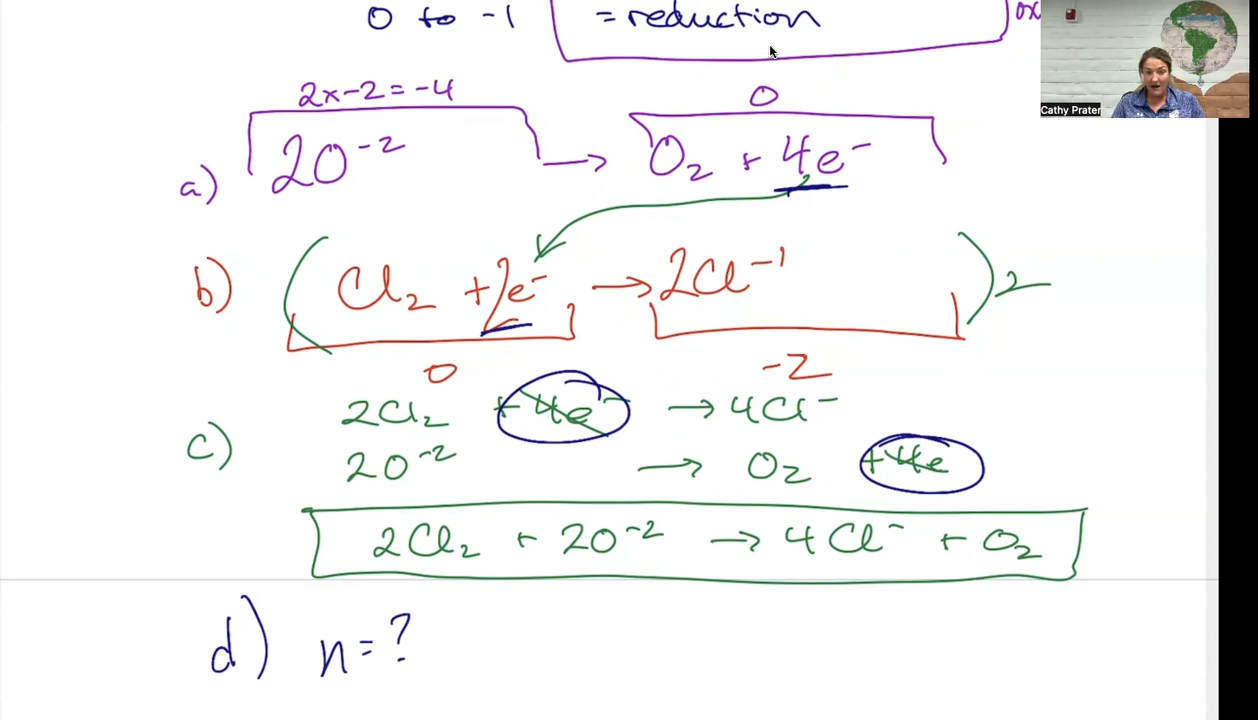 0 to -1 = reduction ox
2x-2 = -4 0
a) 2O⁻² → O₂ + 4e⁻
b) (Cl₂ + 2e⁻ → 2Cl⁻¹)2
0 -2
c) 2Cl₂ + 4e⁻ → 4Cl⁻
2O⁻² → O₂ + 4e
2Cl₂ + 2O⁻² → 4Cl⁻ + O₂
d) n = ?
Cathy Prater